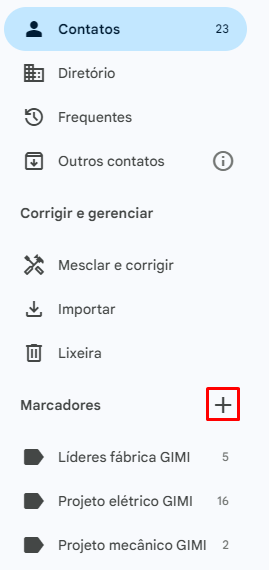 Contatos 23
Diretório
Frequentes
Outros contatos
Corrigir e gerenciar
Mesclar e corrigir
Importar
Lixeira
Marcadores
Líderes fábrica GIMI 5
Projeto elétrico GIMI 16
Projeto mecânico GIMI 2